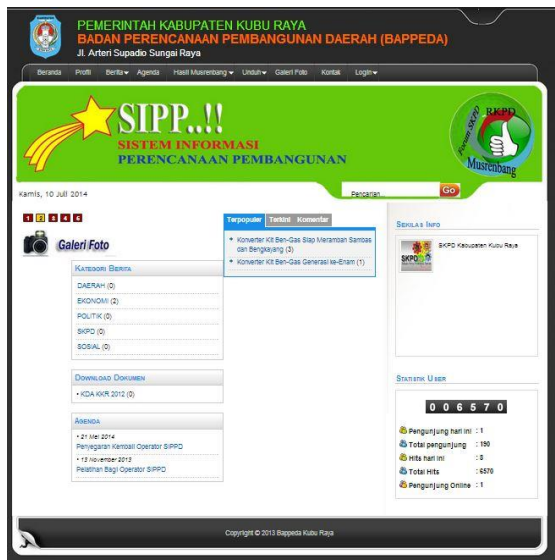 PEMERINTAH KABUPATEN KUBU RAYA
BADAN PERENCANAAN PEMBANGUNAN DAERAH (BAPPEDA)
Jl. Arteri Supadio Sungai Raya
Beranda Profil Berita Agenda Hasil Musrenbang Unduh Galeri Foto Kontak Login
SIPP..!!
SISTEM INFORMASI
PERENCANAAN PEMBANGUNAN
Forum SKPD
RKPD
Musrenbang
Kamis, 10 Juli 2014
Pencarian...
Go
1 2 3 4 5
Galeri Foto
KATEGORI BERITA
DAERAH (0)
EKONOMI (2)
POLITIK (0)
SKPD (0)
SOSIAL (0)
DOWNLOAD DOKUMEN
• KDA KKR 2012 (0)
AGENDA
• 21 Mei 2014
Penyegaran Kembali Operator SIPPD
• 13 November 2013
Pelatihan Bagi Operator SIPPD
Terpopuler Terkini Komentar
Konverter Kit Ben-Gas Siap Merambah Sambas
dan Bengkayang (3)
Konverter Kit Ben-Gas Generasi ke-Enam (1)
SEKILAS INFO
SKPD
SKPD Kabupaten Kubu Raya
STATISTIK USER
006570
Pengunjung hari ini : 1
Total pengunjung : 190
Hits hari ini : 8
Total Hits : 6570
Pengunjung Online : 1
Copyright © 2013 Bappeda Kubu Raya